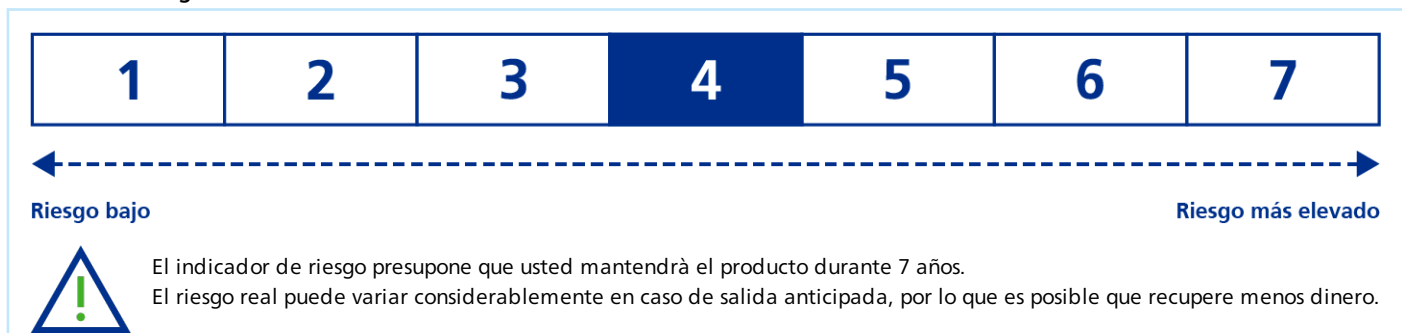 1 2 3 4 5 6 7
Riesgo bajo Riesgo más elevado
El indicador de riesgo presupone que usted mantendrà el producto durante 7 años.
El riesgo real puede variar considerablemente en caso de salida anticipada, por lo que es posible que recupere menos dinero.